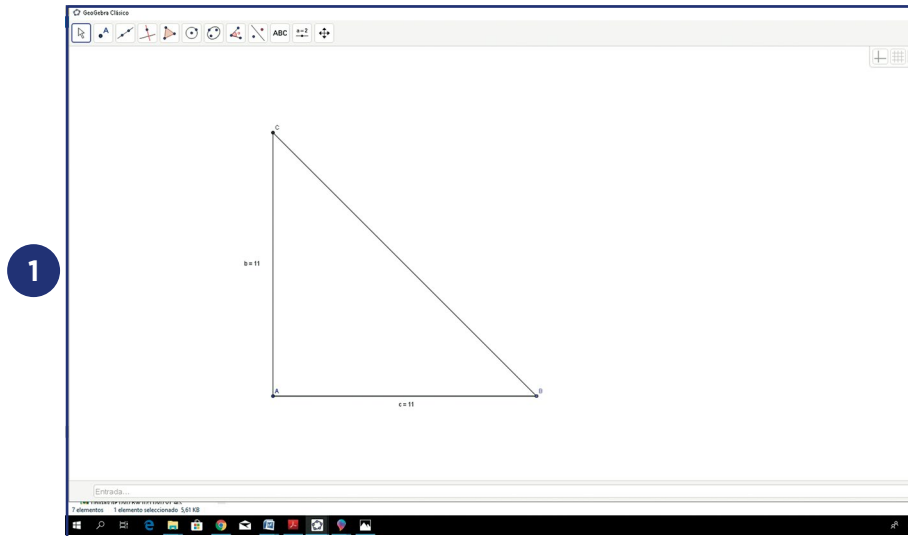 GeoGebra Clásico
A
ABC
a=2
C
b = 11
1
A
B
c = 11
Entrada...
7 elementos 1 elemento seleccionado 5,61 KB